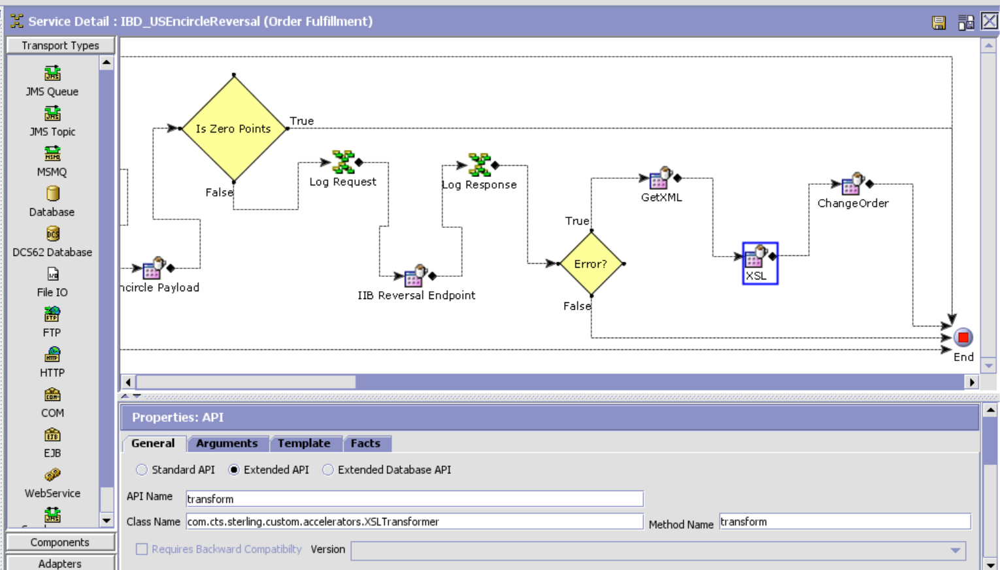 Service Detail : IBD_USEncircleReversal (Order Fulfillment)
Transport Types
JMS Queue
JMS Topic
MSMQ
Database
DCS62 Database
File IO
FTP
HTTP
COM
EJB
WebService
Components
Adapters
Is Zero Points
True
False
ncircle Payload
Log Request
IIB Reversal Endpoint
Log Response
Error?
True
False
GetXML
XSL
ChangeOrder
End
Properties: API
General Arguments Template Facts
Standard API Extended API Extended Database API
API Name transform
Class Name com.cts.sterling.custom.accelerators.XSLTransformer Method Name transform
Requires Backward Compatibilty Version